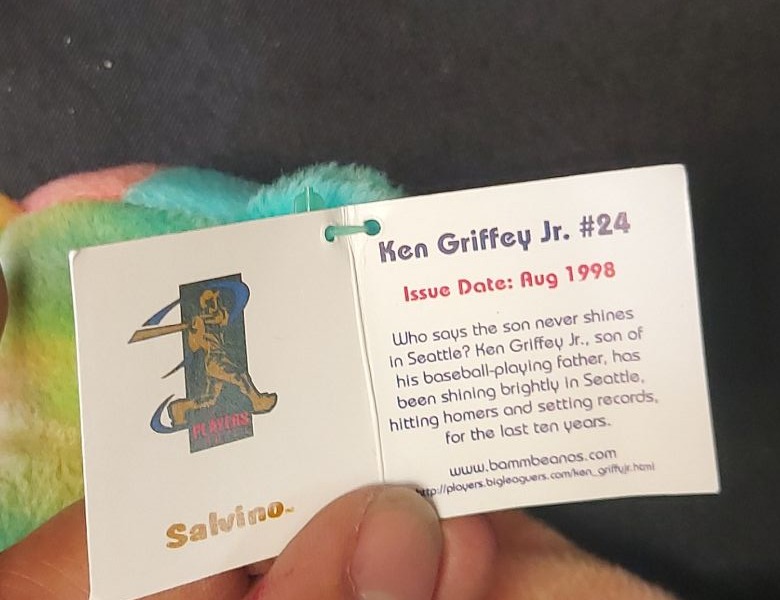 PLAYERS
Salvino
Ken Griffey Jr. #24
Issue Date: Aug 1998
Who says the son never shines
in Seattle? Ken Griffey Jr., son of
his baseball-playing father, has
been shining brightly in Seattle,
hitting homers and setting records,
for the last ten years.
www.bammbeanos.com
http://players.bigleaguers.com/ken_griffyjr.html